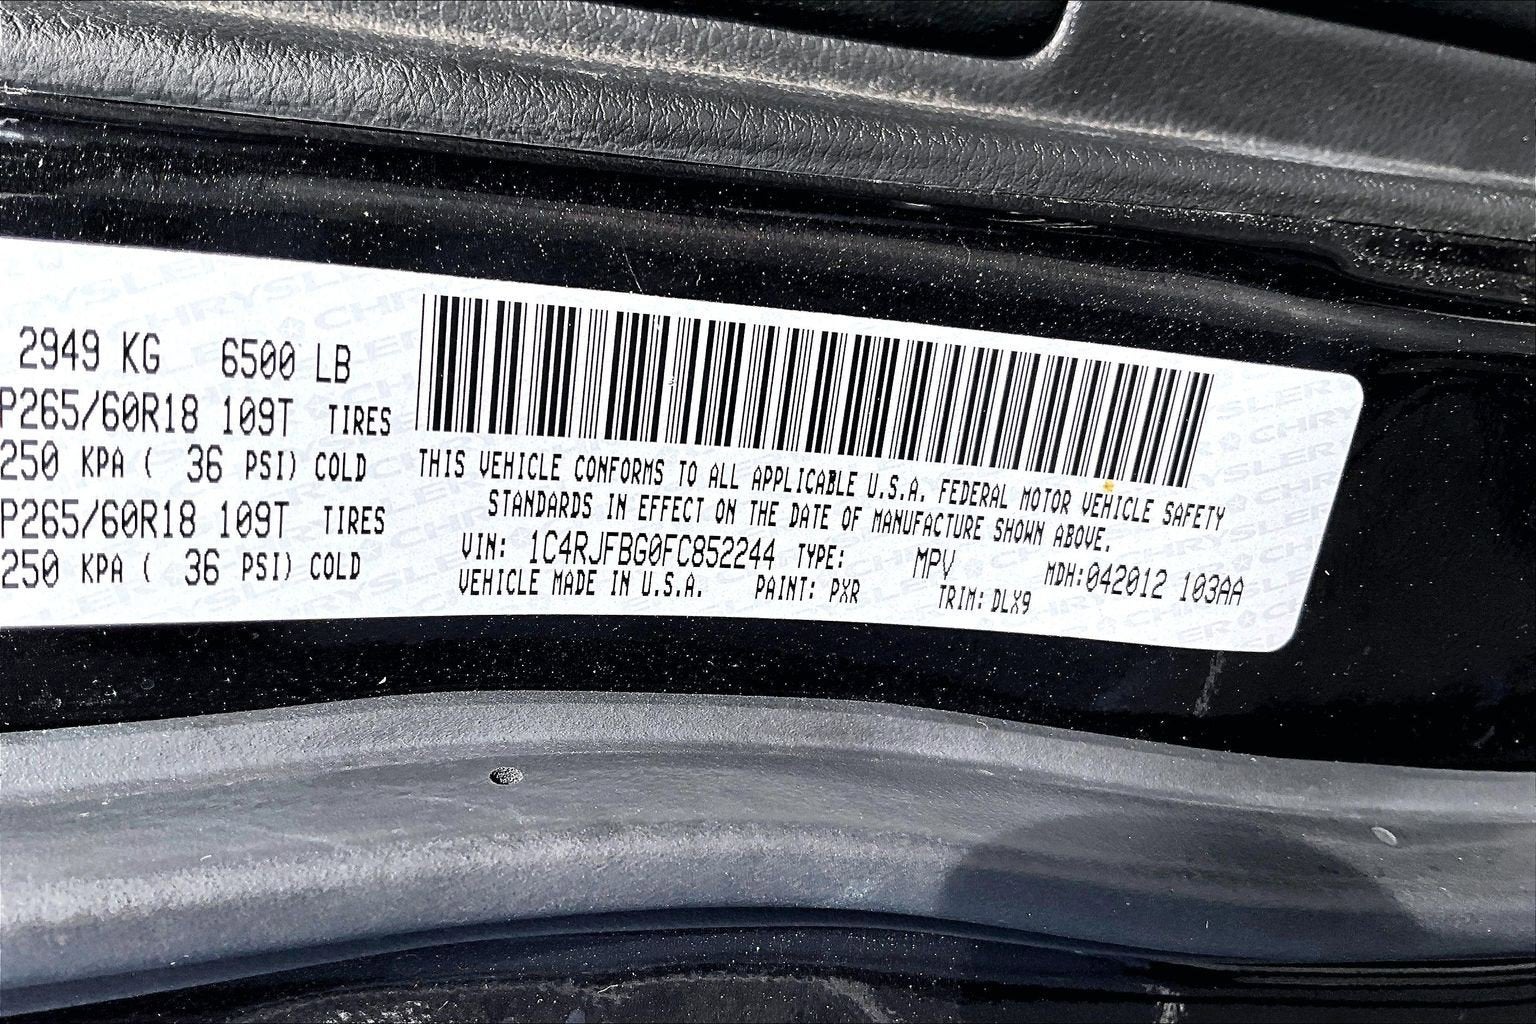 2949 KG 6500 LB
P265/60R18 109T TIRES
250 KPA ( 36 PSI) COLD
P265/60R18 109T TIRES
250 KPA ( 36 PSI) COLD
THIS VEHICLE CONFORMS TO ALL APPLICABLE U.S.A. FEDERAL MOTOR VEHICLE SAFETY
STANDARDS IN EFFECT ON THE DATE OF MANUFACTURE SHOWN ABOVE.
VIN: 1C4RJFBG0FC852244 TYPE: MPV MDH:042012 103AA
VEHICLE MADE IN U.S.A. PAINT: PXR TRIM: DLX9